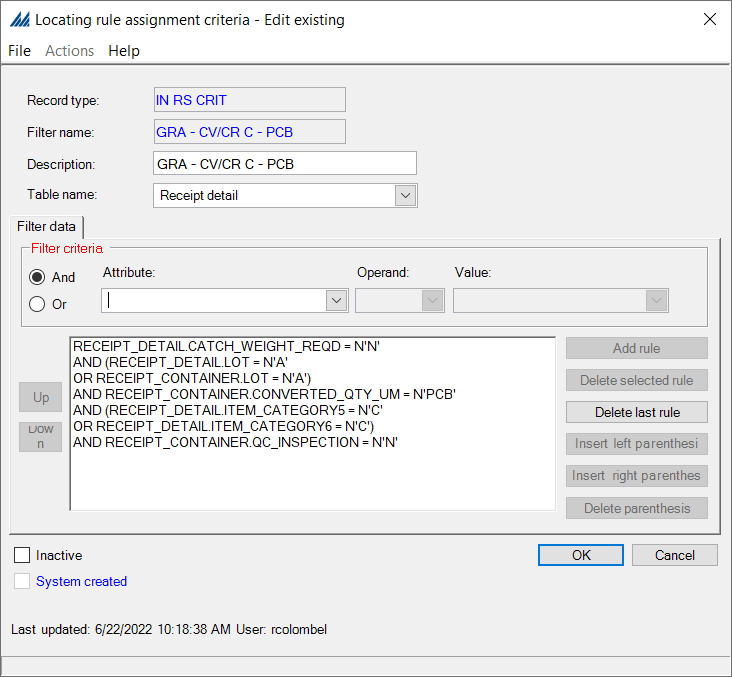 Locating rule assignment criteria - Edit existing
File Actions Help
Record type: IN RS CRIT
Filter name: GRA - CV/CR C - PCB
Description: GRA - CV/CR C - PCB
Table name: Receipt detail
Filter data
Filter criteria
And Attribute: Operand: Value:
Or
RECEIPT_DETAIL.CATCH_WEIGHT_REQD = N'N'
AND (RECEIPT_DETAIL.LOT = N'A'
OR RECEIPT_CONTAINER.LOT = N'A')
AND RECEIPT_CONTAINER.CONVERTED_QTY_UM = N'PCB'
AND (RECEIPT_DETAIL.ITEM_CATEGORY5 = N'C'
OR RECEIPT_DETAIL.ITEM_CATEGORY6 = N'C')
AND RECEIPT_CONTAINER.QC_INSPECTION = N'N'
Up
Dow
n
Add rule
Delete selected rule
Delete last rule
Insert left parenthesi
Insert right parenthes
Delete parenthesis
Inactive
System created
OK Cancel
Last updated: 6/22/2022 10:18:38 AM User: rcolombel